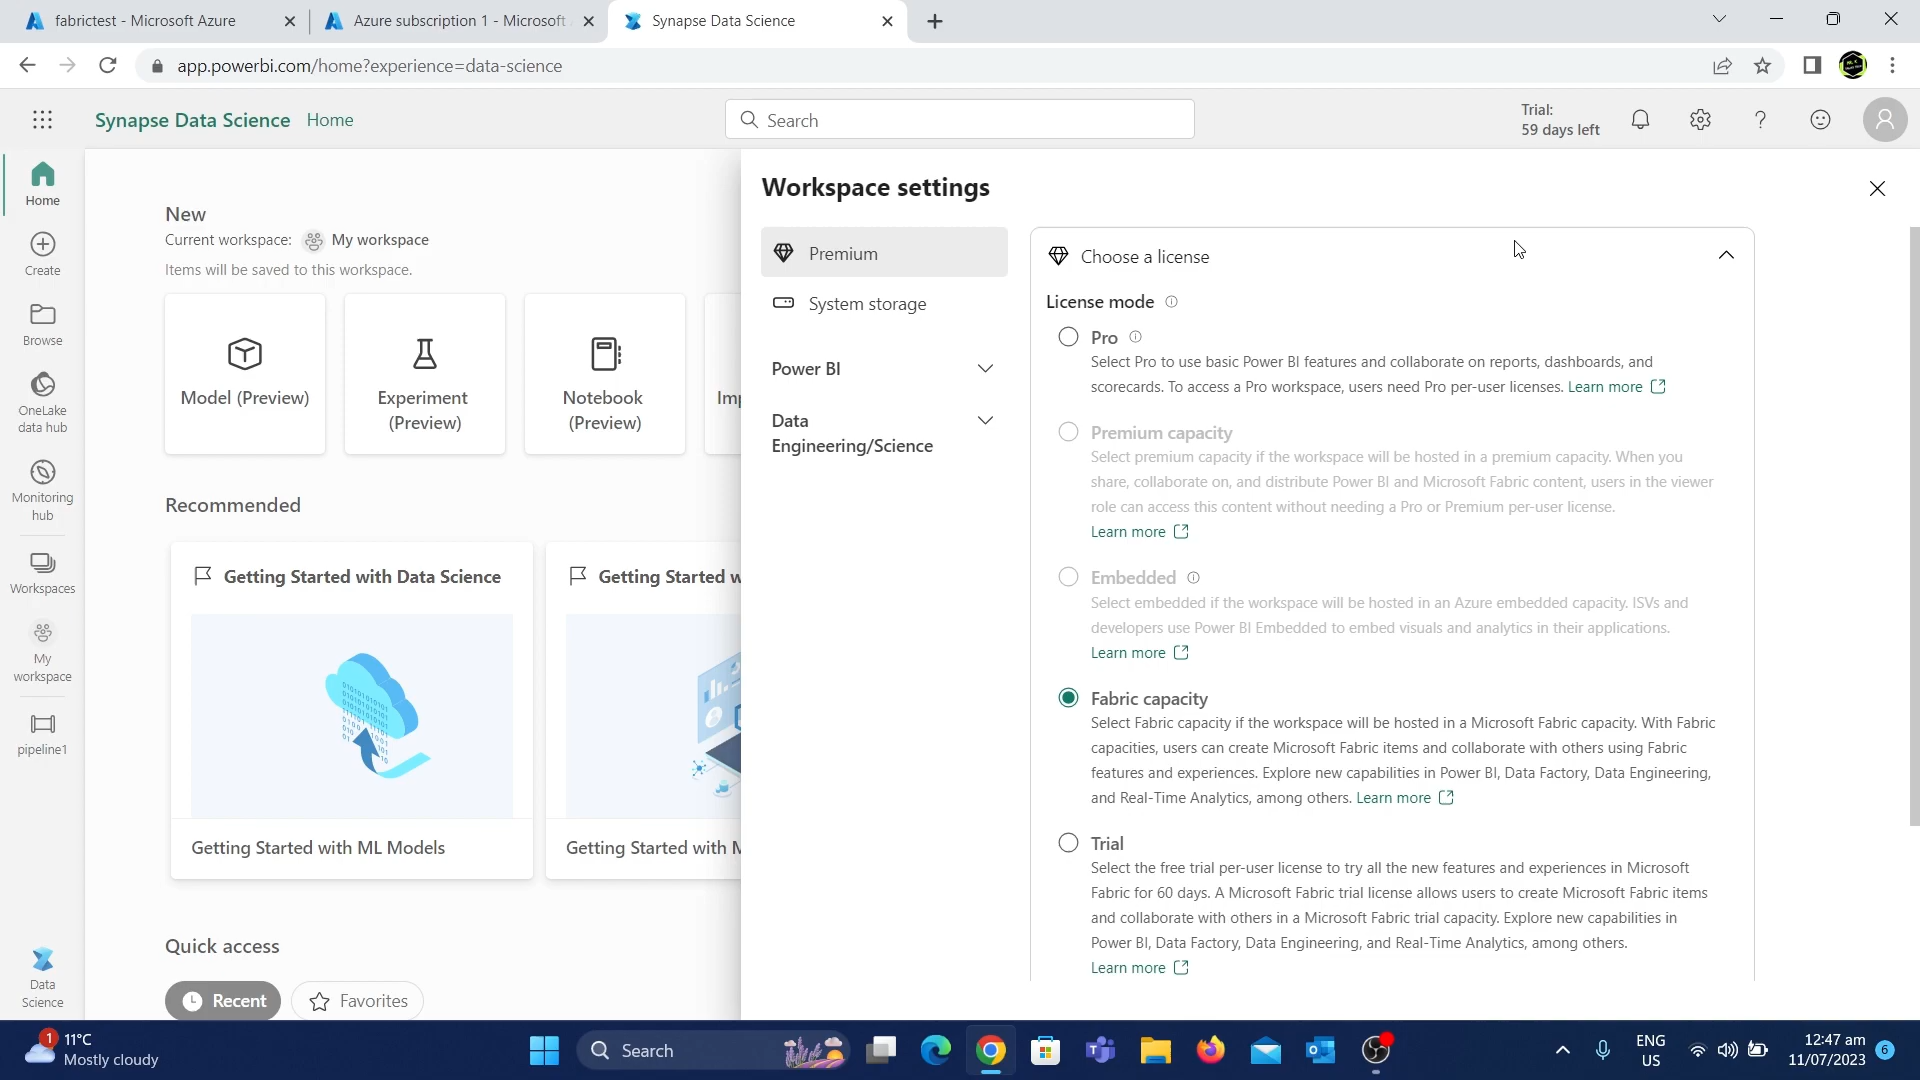 fabrictest - Microsoft Azure
Azure subscription 1 - Microsoft
Synapse Data Science
app.powerbi.com/home?experience=data-science
Synapse Data Science Home
Search
Trial:
59 days left
Home
Create
Browse
OneLake
data hub
Monitoring
hub
Workspaces
My
workspace
pipeline1
Data
Science
New
Current workspace: My workspace
Items will be saved to this workspace.
Model (Preview)
Experiment
(Preview)
Notebook
(Preview)
Imp
Recommended
Getting Started with Data Science
Getting Started w
Getting Started with ML Models
Getting Started with M
Quick access
Recent
Favorites
Workspace settings
Premium
System storage
Power BI
Data
Engineering/Science
Choose a license
License mode
Pro
Select Pro to use basic Power BI features and collaborate on reports, dashboards, and
scorecards. To access a Pro workspace, users need Pro per-user licenses. Learn more
Premium capacity
Select premium capacity if the workspace will be hosted in a premium capacity. When you
share, collaborate on, and distribute Power BI and Microsoft Fabric content, users in the viewer
role can access this content without needing a Pro or Premium per-user license.
Learn more
Embedded
Select embedded if the workspace will be hosted in an Azure embedded capacity. ISVs and
developers use Power BI Embedded to embed visuals and analytics in their applications.
Learn more
Fabric capacity
Select Fabric capacity if the workspace will be hosted in a Microsoft Fabric capacity. With Fabric
capacities, users can create Microsoft Fabric items and collaborate with others using Fabric
features and experiences. Explore new capabilities in Power BI, Data Factory, Data Engineering,
and Real-Time Analytics, among others. Learn more
Trial
Select the free trial per-user license to try all the new features and experiences in Microsoft
Fabric for 60 days. A Microsoft Fabric trial license allows users to create Microsoft Fabric items
and collaborate with others in a Microsoft Fabric trial capacity. Explore new capabilities in
Power BI, Data Factory, Data Engineering, and Real-Time Analytics, among others.
Learn more
1
11°C
Mostly cloudy
Search
ENG
US
12:47 am
11/07/2023
6